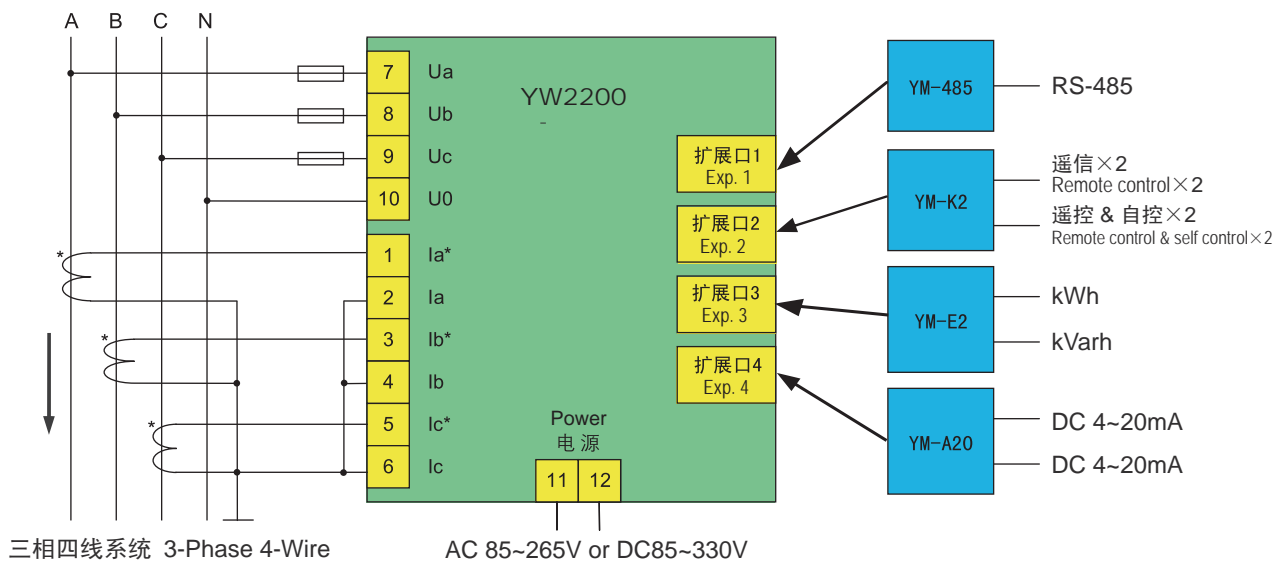 A B C N
7 Ua
8 Ub
9 Uc
10 U0
* 1 Ia*
2 Ia
* 3 Ib*
4 Ib
* 5 Ic*
6 Ic
YW2200
-
扩展口1
Exp. 1
扩展口2
Exp. 2
扩展口3
Exp. 3
扩展口4
Exp. 4
Power
电 源
11 12
YM-485
RS-485
YM-K2
遥信×2
Remote control×2
遥控 & 自控×2
Remote control & self control×2
YM-E2
kWh
kVarh
YM-A20
DC 4~20mA
DC 4~20mA
三相四线系统 3-Phase 4-Wire
AC 85~265V or DC85~330V